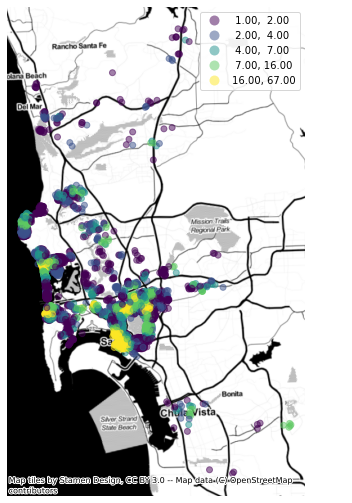 1.00, 2.00
2.00, 4.00
4.00, 7.00
7.00, 16.00
16.00, 67.00
Rancho Santa Fe
olana Beach
Del Mar
Mission Trails
Regional Park
Sa
Bonita
Chula Vista
Silver Strand
State Beach
Map tiles by Stamen Design, CC BY 3.0 -- Map data (C) OpenStreetMap
contributors